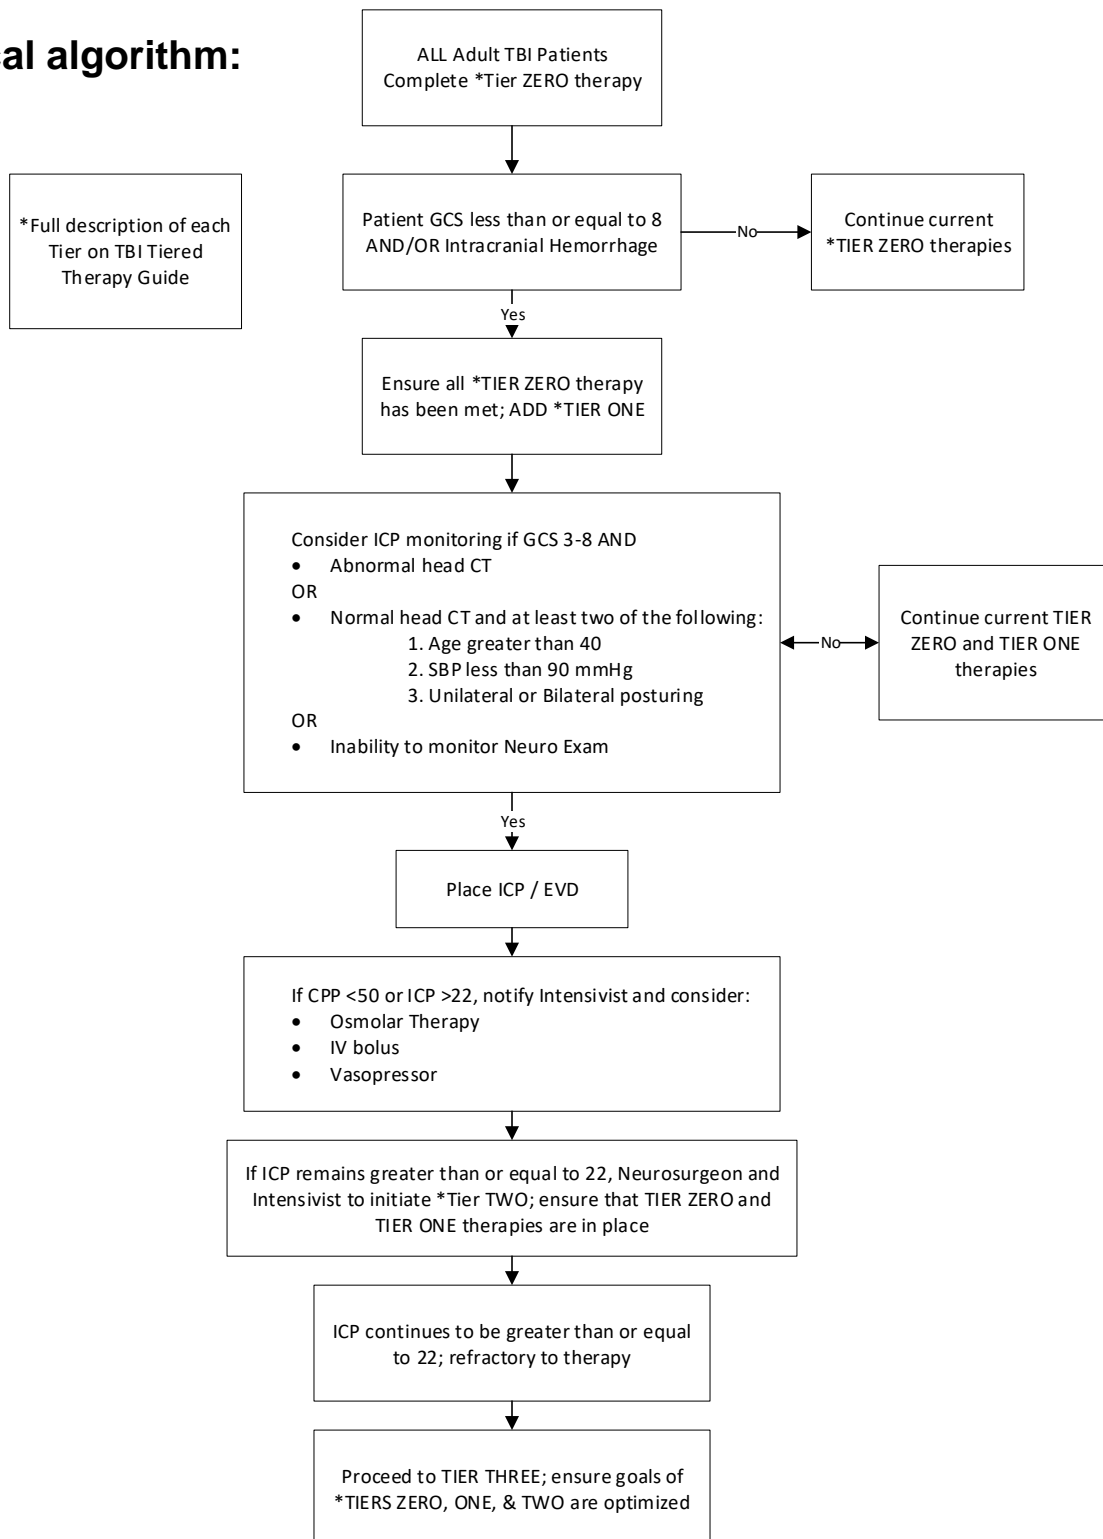 cal algorithm:
ALL Adult TBI Patients
Complete *Tier ZERO therapy
*Full description of each
Tier on TBI Tiered
Therapy Guide
Patient GCS less than or equal to 8
AND/OR Intracranial Hemorrhage
No
Continue current
*TIER ZERO therapies
Yes
Ensure all *TIER ZERO therapy
has been met; ADD *TIER ONE
Consider ICP monitoring if GCS 3-8 AND
• Abnormal head CT
OR
• Normal head CT and at least two of the following:
1. Age greater than 40
2. SBP less than 90 mmHg
3. Unilateral or Bilateral posturing
OR
• Inability to monitor Neuro Exam
No
Continue current TIER
ZERO and TIER ONE
therapies
Yes
Place ICP / EVD
If CPP <50 or ICP >22, notify Intensivist and consider:
• Osmolar Therapy
• IV bolus
• Vasopressor
If ICP remains greater than or equal to 22, Neurosurgeon and
Intensivist to initiate *Tier TWO; ensure that TIER ZERO and
TIER ONE therapies are in place
ICP continues to be greater than or equal
to 22; refractory to therapy
Proceed to TIER THREE; ensure goals of
*TIERS ZERO, ONE, & TWO are optimized